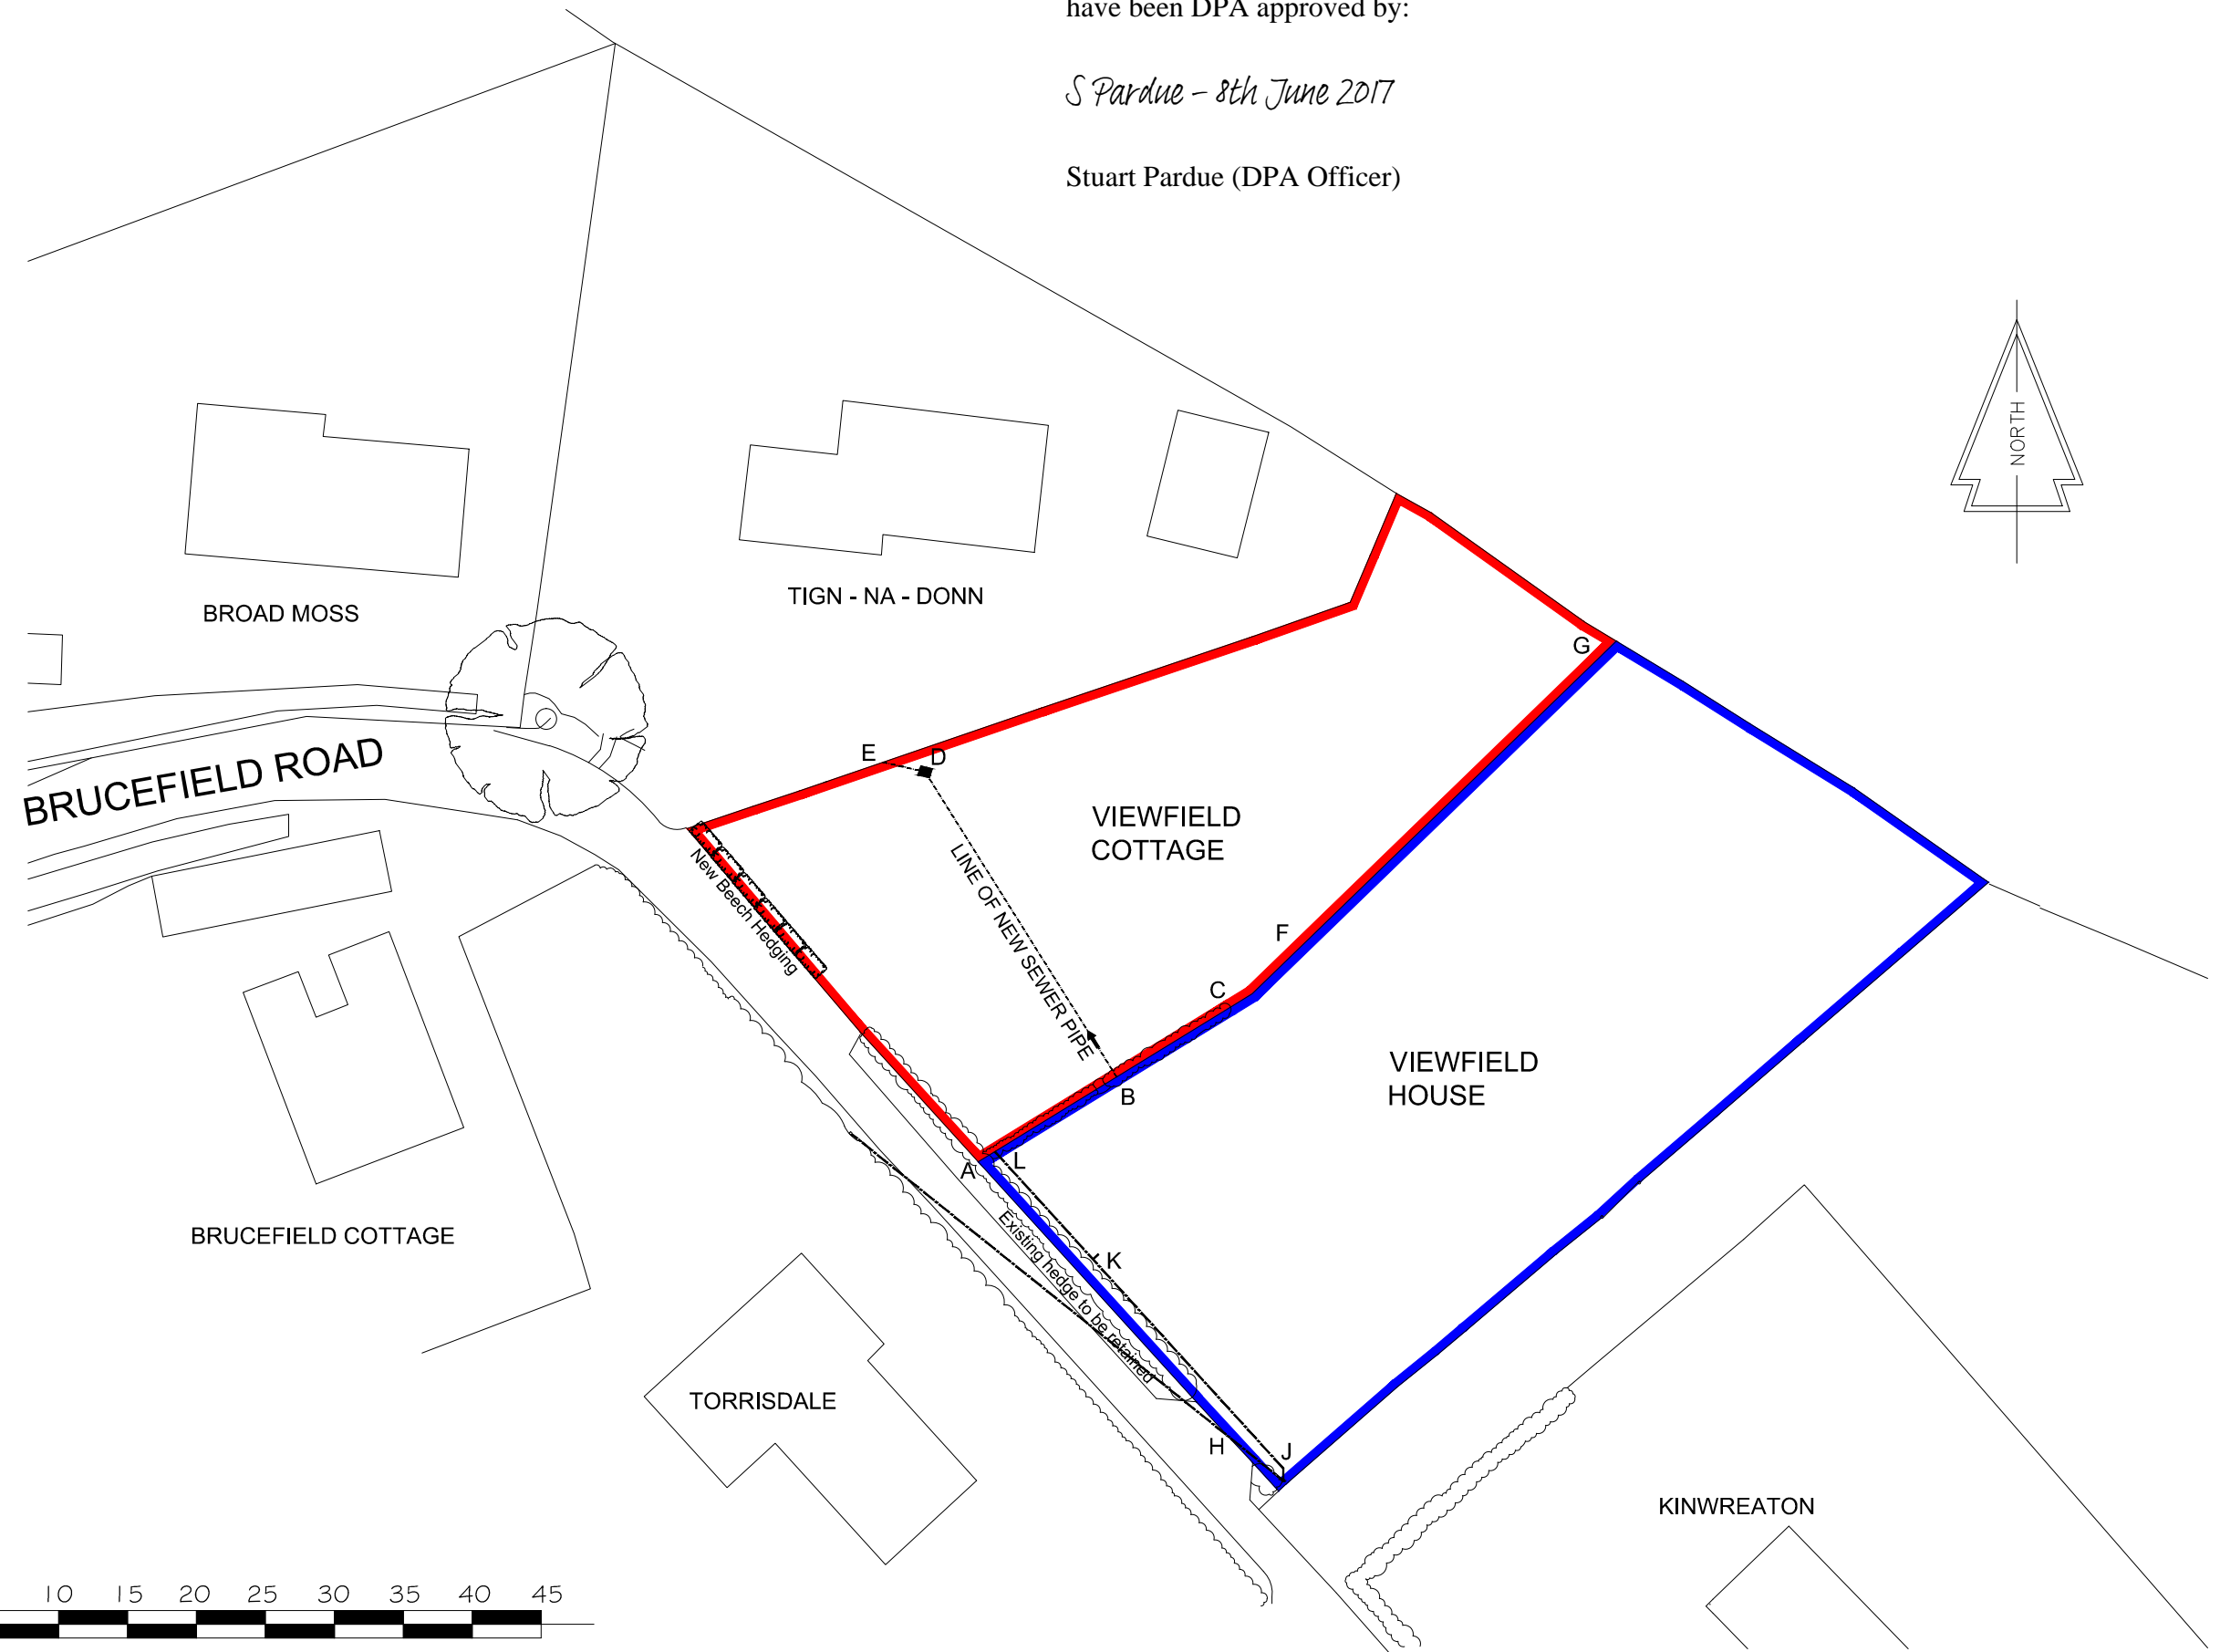 have been DPA approved by:
S Pardue - 8th June 2017
Stuart Pardue (DPA Officer)
NORTH
BROAD MOSS
TIGN - NA - DONN
G
E
D
BRUCEFIELD ROAD
VIEWFIELD
COTTAGE
New Beech Hedging
LINE OF NEW SEWER PIPE
F
C
B
VIEWFIELD
HOUSE
A
L
K
Existing hedge to be retained
BRUCEFIELD COTTAGE
TORRISDALE
H
J
KINWREATON
10 15 20 25 30 35 40 45